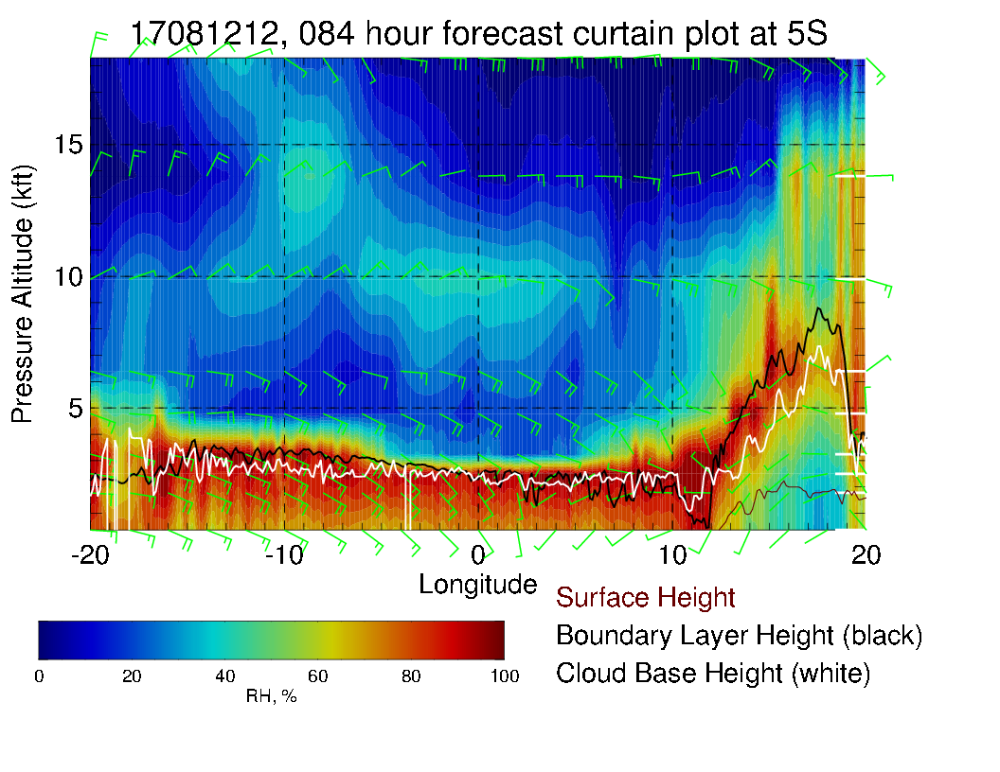 17081212, 084 hour forecast curtain plot at 5S
15
10
5
Pressure Altitude (kft)
-20 -10 0 10 20
Longitude
Surface Height
Boundary Layer Height (black)
Cloud Base Height (white)
0 20 40 60 80 100
RH, %